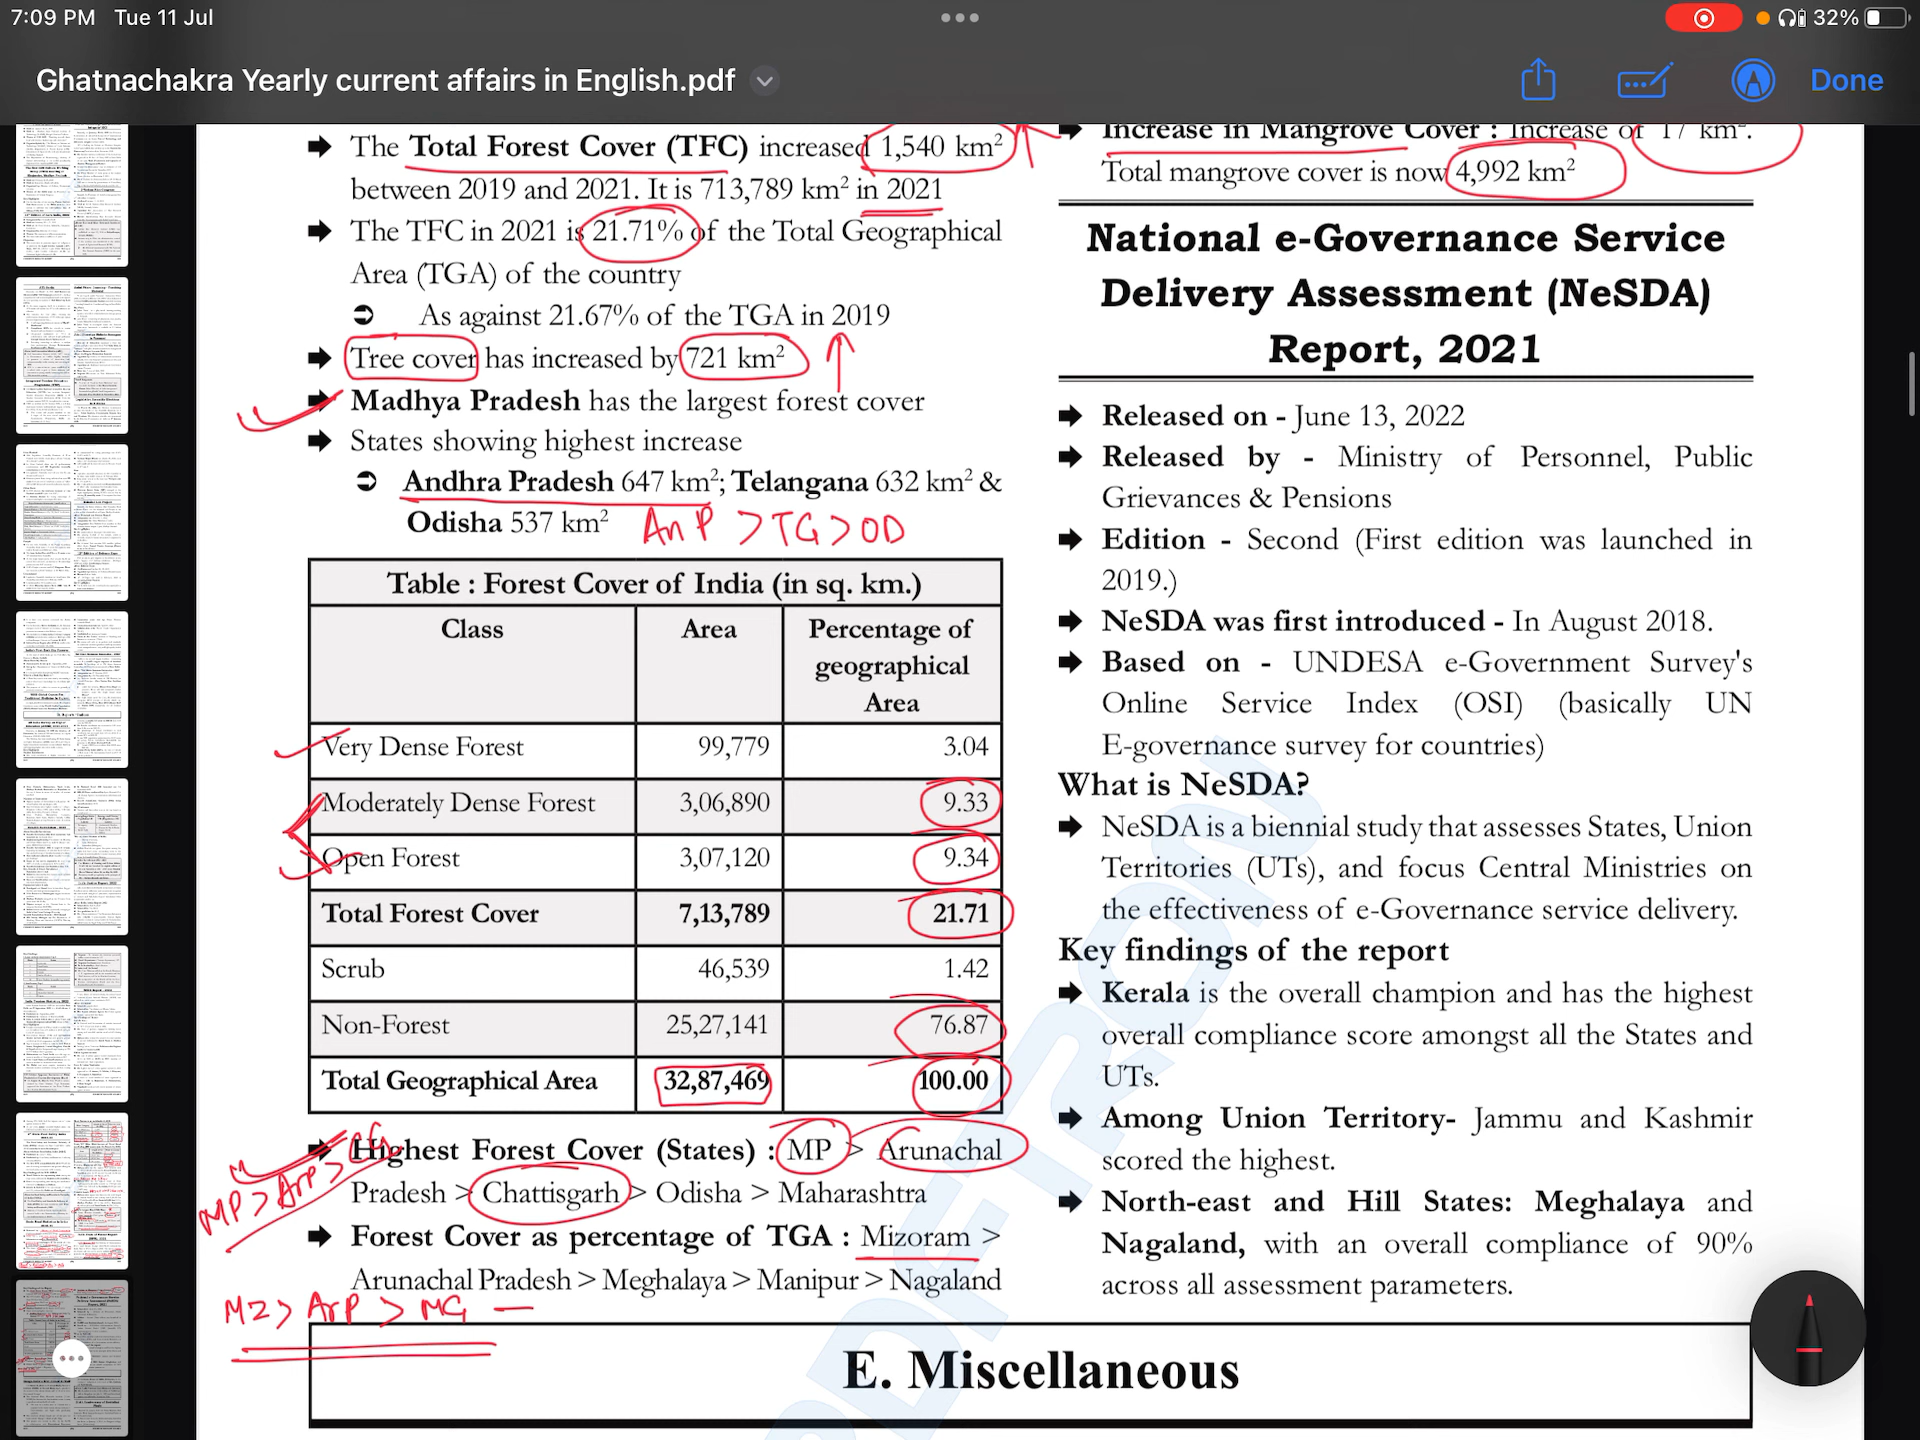 7:09 PM Tue 11 Jul
32%
Ghatnachakra Yearly current affairs in English.pdf
Done
The Total Forest Cover (TFC) increased 1,540 km²
between 2019 and 2021. It is 713,789 km² in 2021
The TFC in 2021 is 21.71% of the Total Geographical
Area (TGA) of the country
As against 21.67% of the TGA in 2019
Tree cover has increased by 721 km²
Madhya Pradesh has the largest forest cover
States showing highest increase
Andhra Pradesh 647 km²; Telangana 632 km² &
Odisha 537 km²
AnP > TG > OD
Table : Forest Cover of India (in sq. km.)
Class Area Percentage of
geographical
Area
Very Dense Forest 99,779 3.04
Moderately Dense Forest 3,06,890 9.33
Open Forest 3,07,120 9.34
Total Forest Cover 7,13,789 21.71
Scrub 46,539 1.42
Non-Forest 25,27,141 76.87
Total Geographical Area 32,87,469 100.00
Highest Forest Cover (States) : MP > Arunachal
Pradesh > Chattisgarh > Odisha > Maharashtra
MP > ArP > CG
Forest Cover as percentage of TGA : Mizoram >
Arunachal Pradesh > Meghalaya > Manipur > Nagaland
MZ > ArP > MG
Increase in Mangrove Cover : Increase of 17 km².
Total mangrove cover is now 4,992 km²
National e-Governance Service
Delivery Assessment (NeSDA)
Report, 2021
Released on - June 13, 2022
Released by - Ministry of Personnel, Public
Grievances & Pensions
Edition - Second (First edition was launched in
2019.)
NeSDA was first introduced - In August 2018.
Based on - UNDESA e-Government Survey's
Online Service Index (OSI) (basically UN
E-governance survey for countries)
What is NeSDA?
NeSDA is a biennial study that assesses States, Union
Territories (UTs), and focus Central Ministries on
the effectiveness of e-Governance service delivery.
Key findings of the report
Kerala is the overall champion and has the highest
overall compliance score amongst all the States and
UTs.
Among Union Territory- Jammu and Kashmir
scored the highest.
North-east and Hill States: Meghalaya and
Nagaland, with an overall compliance of 90%
across all assessment parameters.
E. Miscellaneous